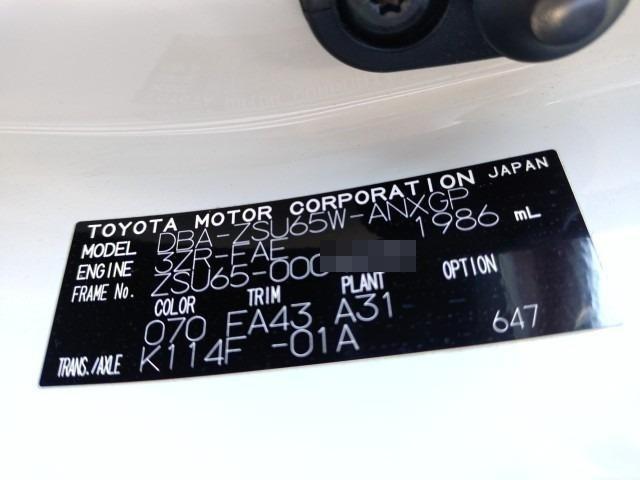 TOYOTA MOTOR CORPORATION JAPAN
MODEL DBA-ZSU65W-ANXGP
ENGINE 3ZR-FAE 1986 mL
FRAME No. ZSU65-000
COLOR TRIM PLANT OPTION
070 FA43 A31
TRANS./AXLE K114F -01A 647